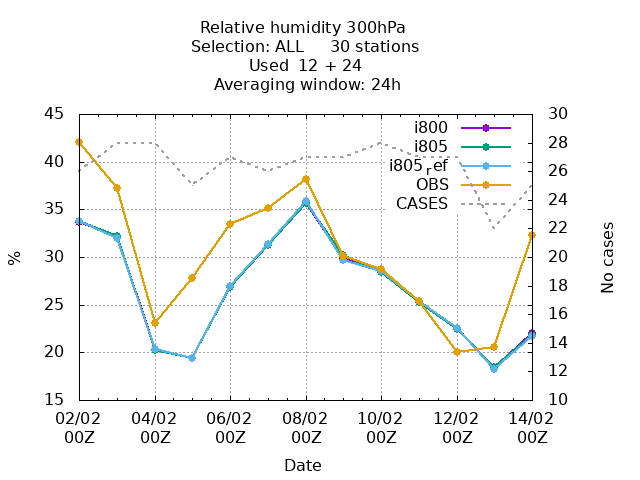 Relative humidity 300hPa
Selection: ALL     30 stations
Used  12 + 24
Averaging window: 24h
45
40
35
30
25
20
15
%
30
28
26
24
22
20
18
16
14
12
10
No cases
i800
i805
i805ref
OBS
CASES
02/02 04/02 06/02 08/02 10/02 12/02 14/02
00Z 00Z 00Z 00Z 00Z 00Z 00Z
Date